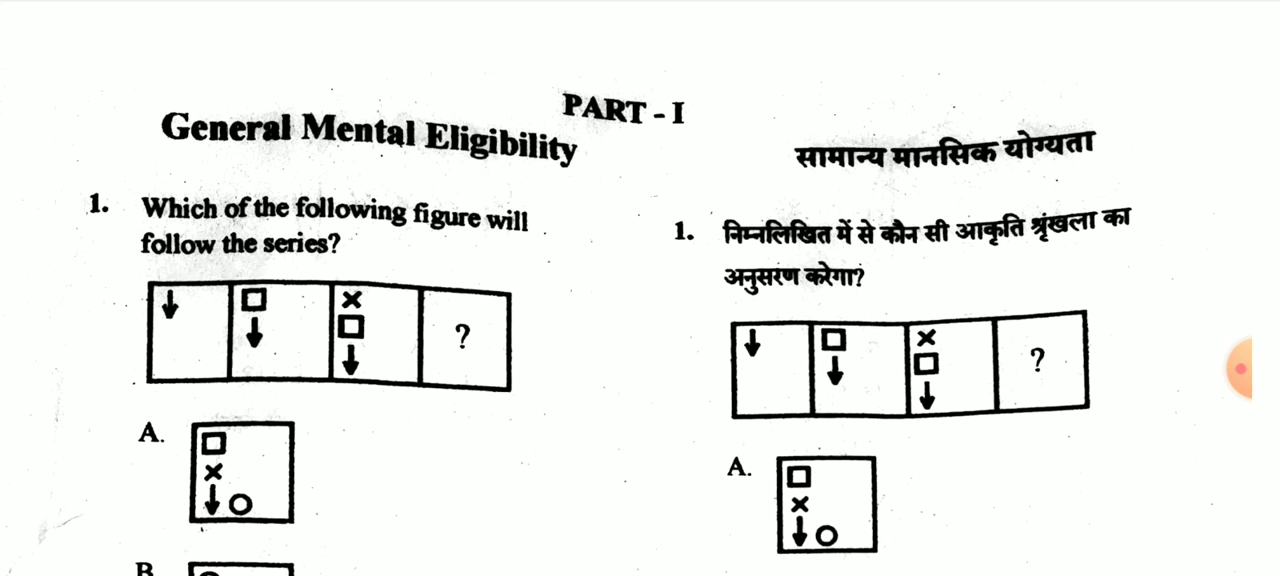 PART - I
General Mental Eligibility
1. Which of the following figure will
follow the series?
?
A.
B
सामान्य मानसिक योग्यता
1. निम्नलिखित में से कौन सी आकृति श्रृंखला का
अनुसरण करेगा?
?
A.